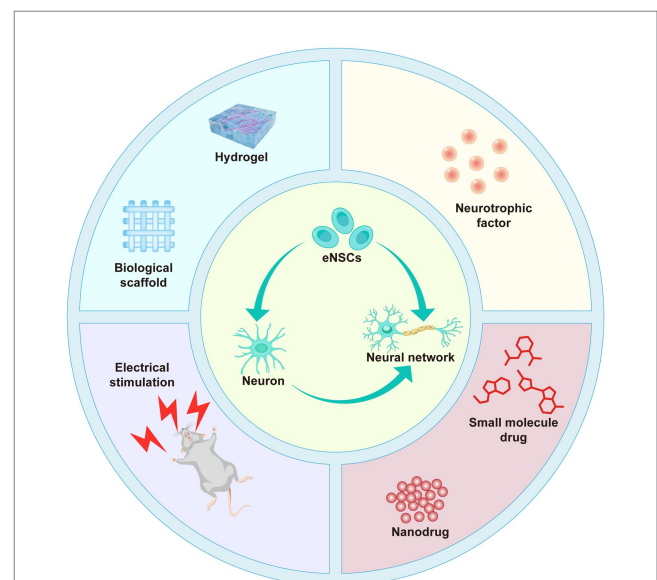 Hydrogel
Biological
scaffold
Neurotrophic
factor
eNSCs
Neuron
Neural network
Electrical
stimulation
Small molecule
drug
Nanodrug